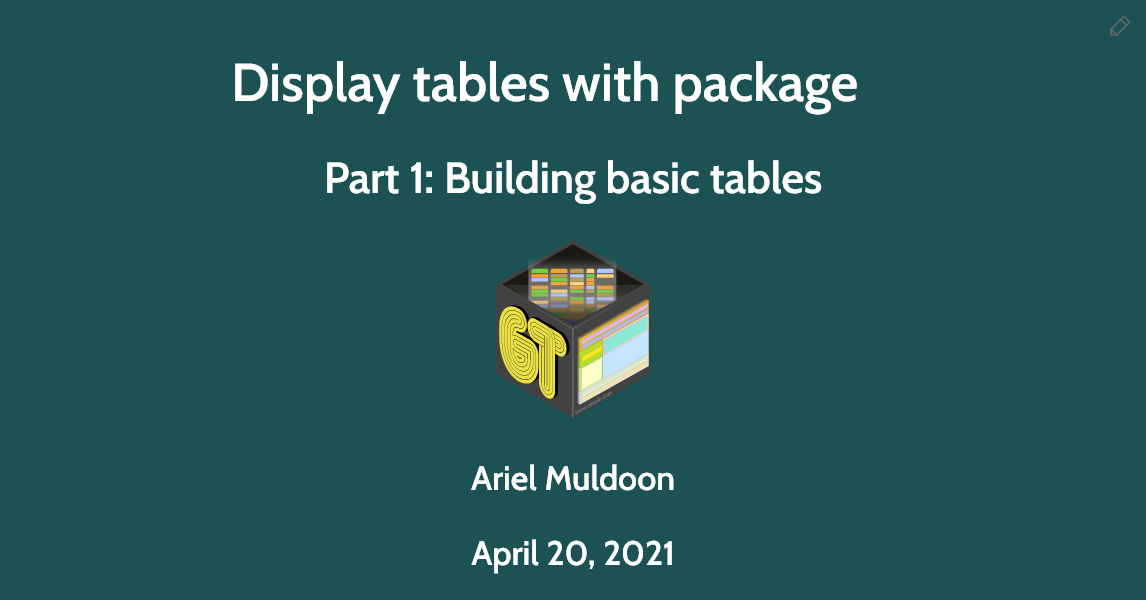 Display tables with package
Part 1: Building basic tables
GT
Ariel Muldoon
April 20, 2021